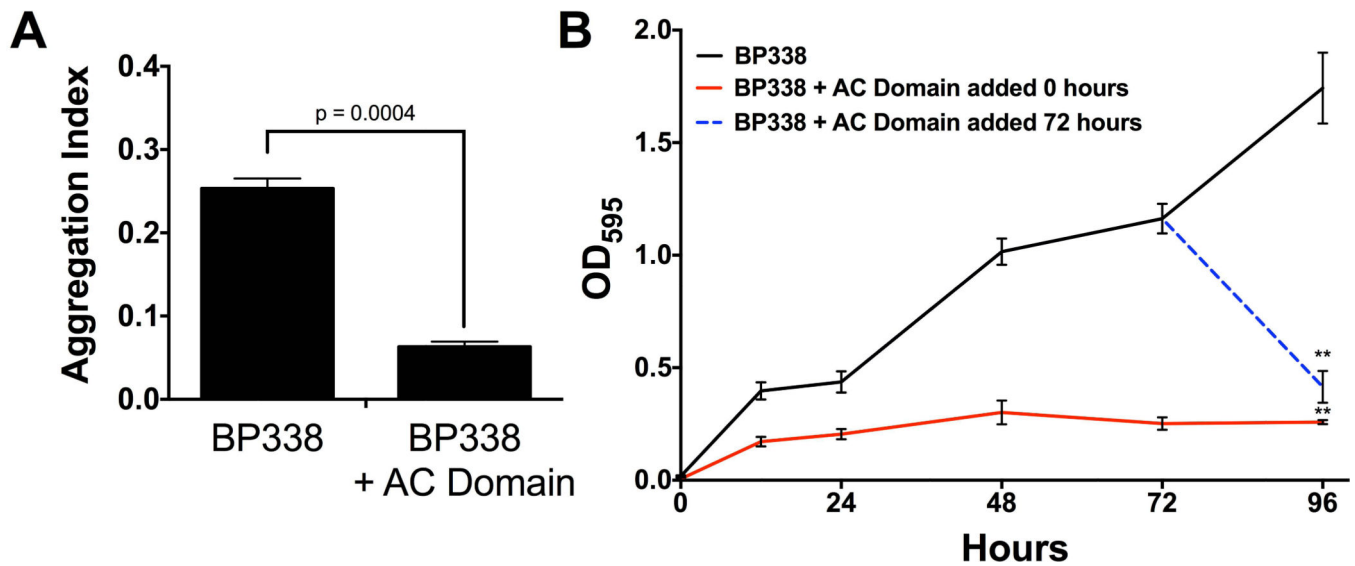 A
Aggregation Index
0.4
0.3
0.2
0.1
0.0
p = 0.0004
BP338
BP338
+ AC Domain
B
OD595
2.0
1.5
1.0
0.5
0.0
BP338
BP338 + AC Domain added 0 hours
BP338 + AC Domain added 72 hours
**
**
0 24 48 72 96
Hours